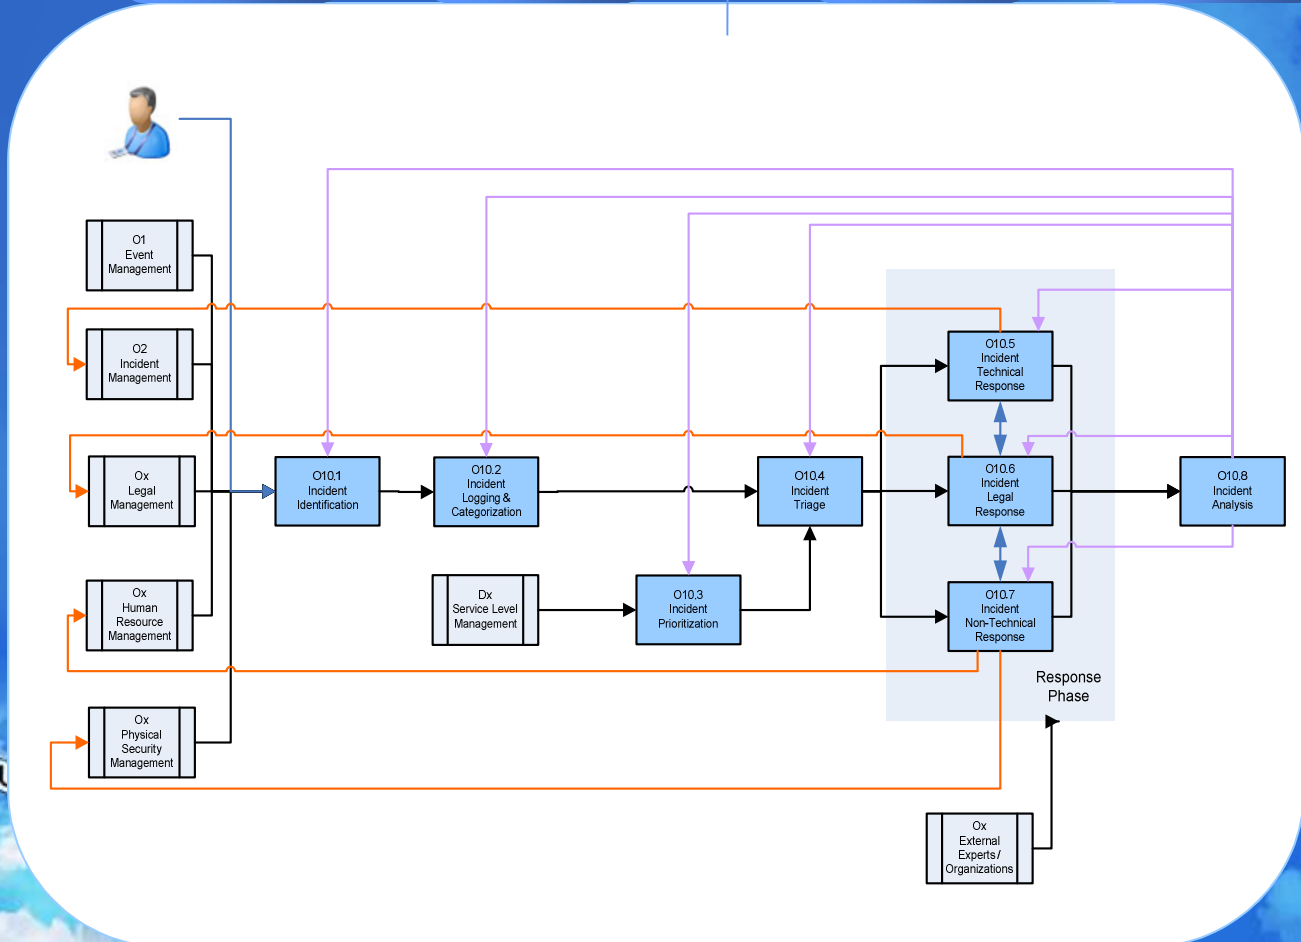 O1
Event
Management
O2
Incident
Management
Ox
Legal
Management
Ox
Human
Resource
Management
Ox
Physical
Security
Management
O10.1
Incident
Identification
O10.2
Incident
Logging &
Categorization
Dx
Service Level
Management
O10.3
Incident
Prioritization
O10.4
Incident
Triage
O10.5
Incident
Technical
Response
O10.6
Incident
Legal
Response
O10.7
Incident
Non-Technical
Response
Response
Phase
O10.8
Incident
Analysis
Ox
External
Experts/
Organizations